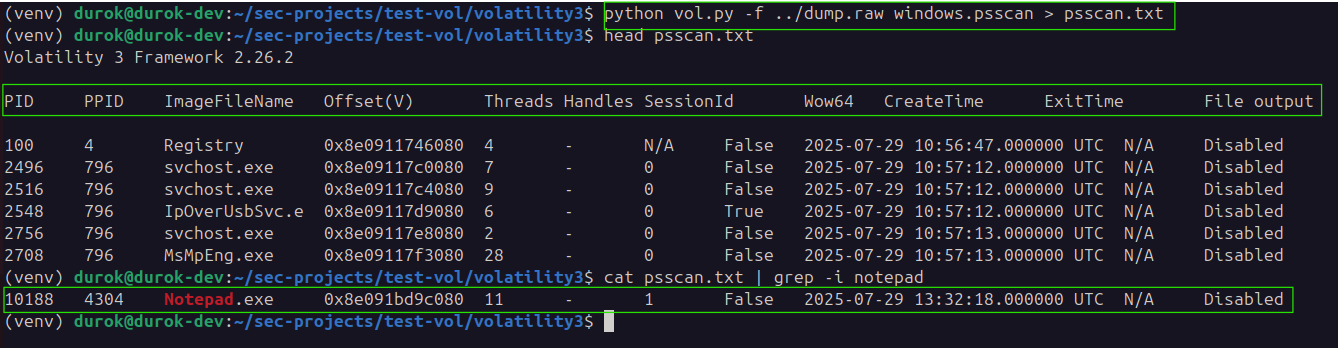 (venv) durok@durok-dev:~/sec-projects/test-vol/volatility3$ python vol.py -f ../dump.raw windows.psscan > psscan.txt
(venv) durok@durok-dev:~/sec-projects/test-vol/volatility3$ head psscan.txt
Volatility 3 Framework 2.26.2
PID PPID ImageFileName Offset(V) Threads Handles SessionId Wow64 CreateTime ExitTime File output
100 4 Registry 0x8e0911746080 4 - N/A False 2025-07-29 10:56:47.000000 UTC N/A Disabled
2496 796 svchost.exe 0x8e09117c0080 7 - 0 False 2025-07-29 10:57:12.000000 UTC N/A Disabled
2516 796 svchost.exe 0x8e09117c4080 9 - 0 False 2025-07-29 10:57:12.000000 UTC N/A Disabled
2548 796 IpOverUsbSvc.e 0x8e09117d9080 6 - 0 True 2025-07-29 10:57:12.000000 UTC N/A Disabled
2756 796 svchost.exe 0x8e09117e8080 2 - 0 False 2025-07-29 10:57:13.000000 UTC N/A Disabled
2708 796 MsMpEng.exe 0x8e09117f3080 28 - 0 False 2025-07-29 10:57:13.000000 UTC N/A Disabled
(venv) durok@durok-dev:~/sec-projects/test-vol/volatility3$ cat psscan.txt | grep -i notepad
10188 4304 Notepad.exe 0x8e091bd9c080 11 - 1 False 2025-07-29 13:32:18.000000 UTC N/A Disabled
(venv) durok@durok-dev:~/sec-projects/test-vol/volatility3$